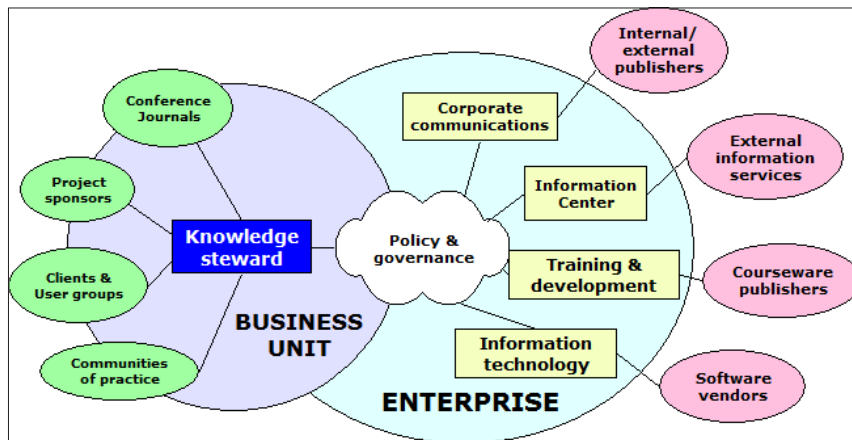 Internal/
external
publishers
Conference
Journals
Corporate
communications
External
information
services
Project
sponsors
Information
Center
Knowledge
steward
Policy &
governance
Training &
development
Courseware
publishers
Clients &
User groups
BUSINESS
UNIT
Information
technology
Communities
of practice
ENTERPRISE
Software
vendors